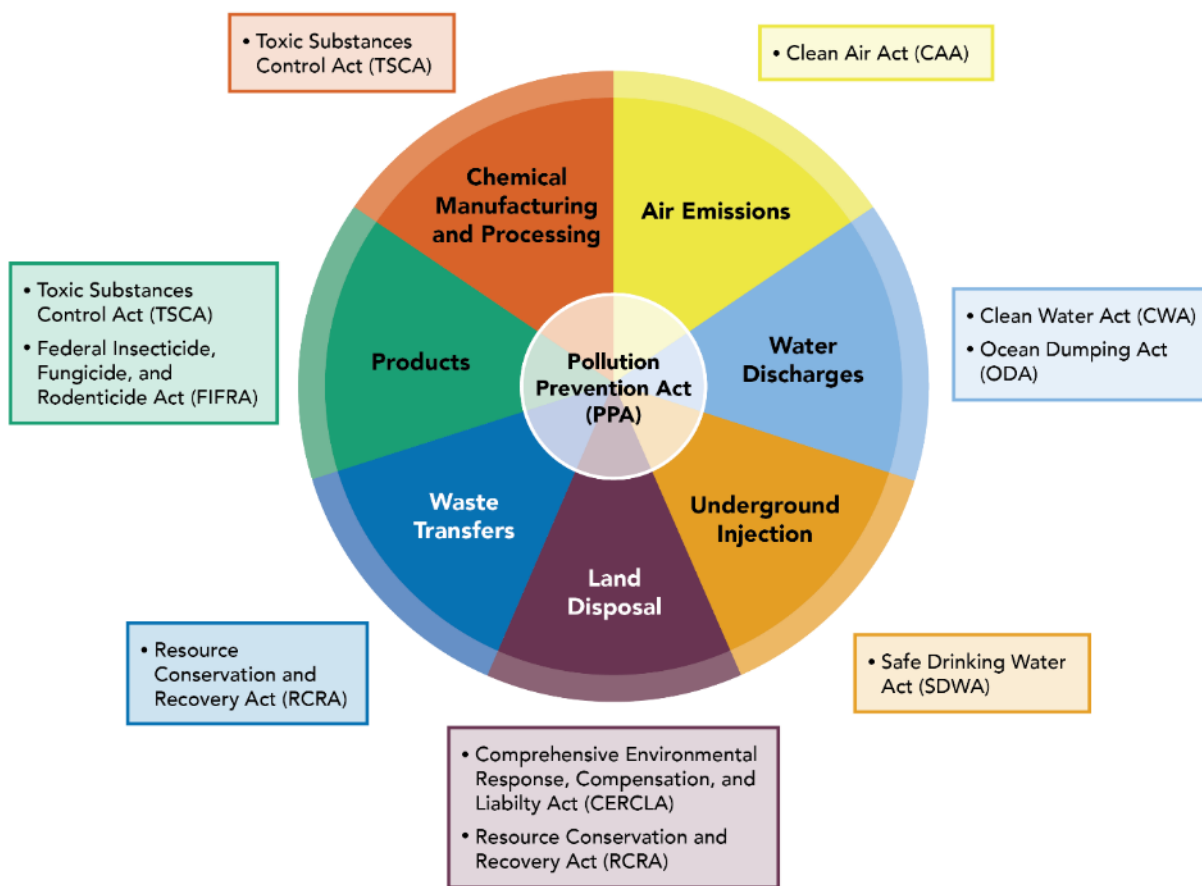 • Toxic Substances
Control Act (TSCA)
• Clean Air Act (CAA)
Chemical
Manufacturing
and Processing
Air Emissions
• Toxic Substances
Control Act (TSCA)
• Federal Insecticide,
Fungicide, and
Rodenticide Act (FIFRA)
Products
Pollution
Prevention Act
(PPA)
Water
Discharges
• Clean Water Act (CWA)
• Ocean Dumping Act
(ODA)
Waste
Transfers
Land
Disposal
Underground
Injection
• Resource
Conservation and
Recovery Act (RCRA)
• Safe Drinking Water
Act (SDWA)
• Comprehensive Environmental
Response, Compensation, and
Liabilty Act (CERCLA)
• Resource Conservation and
Recovery Act (RCRA)